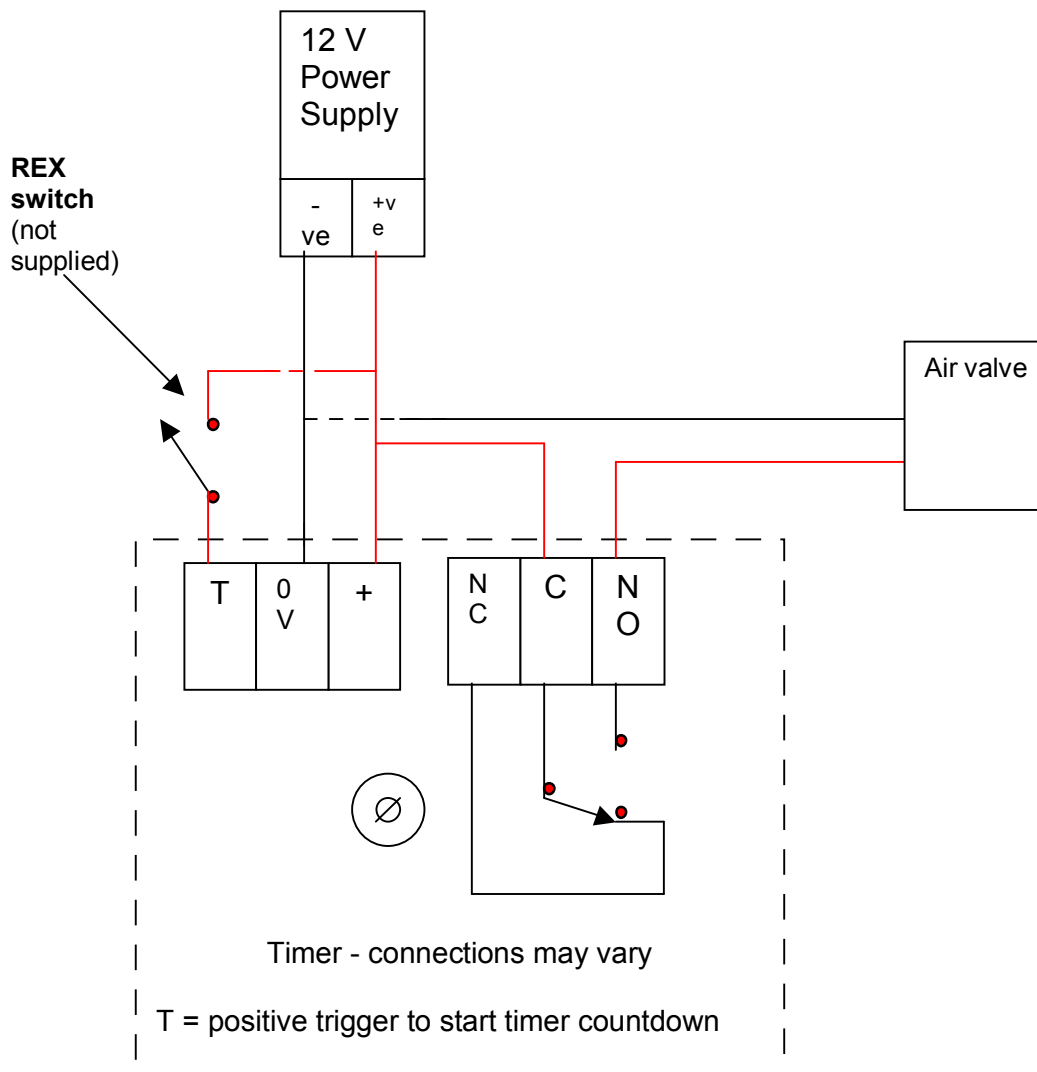 12 V
Power
Supply
REX
switch
(not
supplied)
-
ve
+v
e
Air valve
T
0
V
+
N
C
C
N
O
Timer - connections may vary
T = positive trigger to start timer countdown